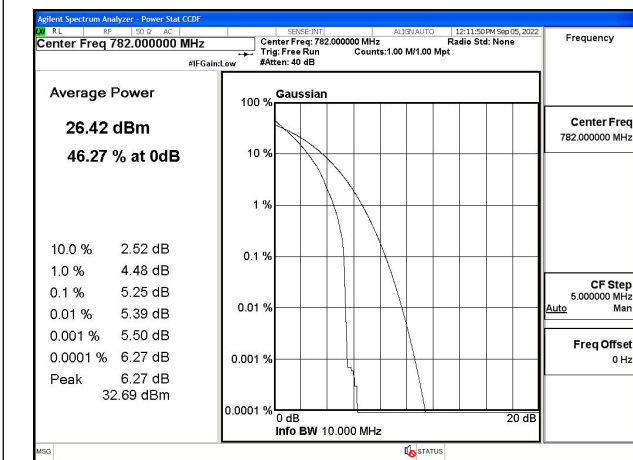 Agilent Spectrum Analyzer - Power Stat CCDF
LXI RL RF 50 Ω AC SENSE:INT ALIGN AUTO 12:11:50 PM Sep 05, 2022
Center Freq 782.000000 MHz
Center Freq: 782.000000 MHz Radio Std: None
Trig: Free Run Counts:1.00 M/1.00 Mpt
#IFGain:Low #Atten: 40 dB
Frequency
Average Power
26.42 dBm
46.27 % at 0dB
10.0 % 2.52 dB
1.0 % 4.48 dB
0.1 % 5.25 dB
0.01 % 5.39 dB
0.001 % 5.50 dB
0.0001 % 6.27 dB
Peak 6.27 dB
32.69 dBm
Gaussian
100 %
10 %
1 %
0.1 %
0.01 %
0.001 %
0.0001 %
0 dB 20 dB
Info BW 10.000 MHz
Center Freq
782.000000 MHz
CF Step
5.000000 MHz
Auto Man
Freq Offset
0 Hz
MSG STATUS